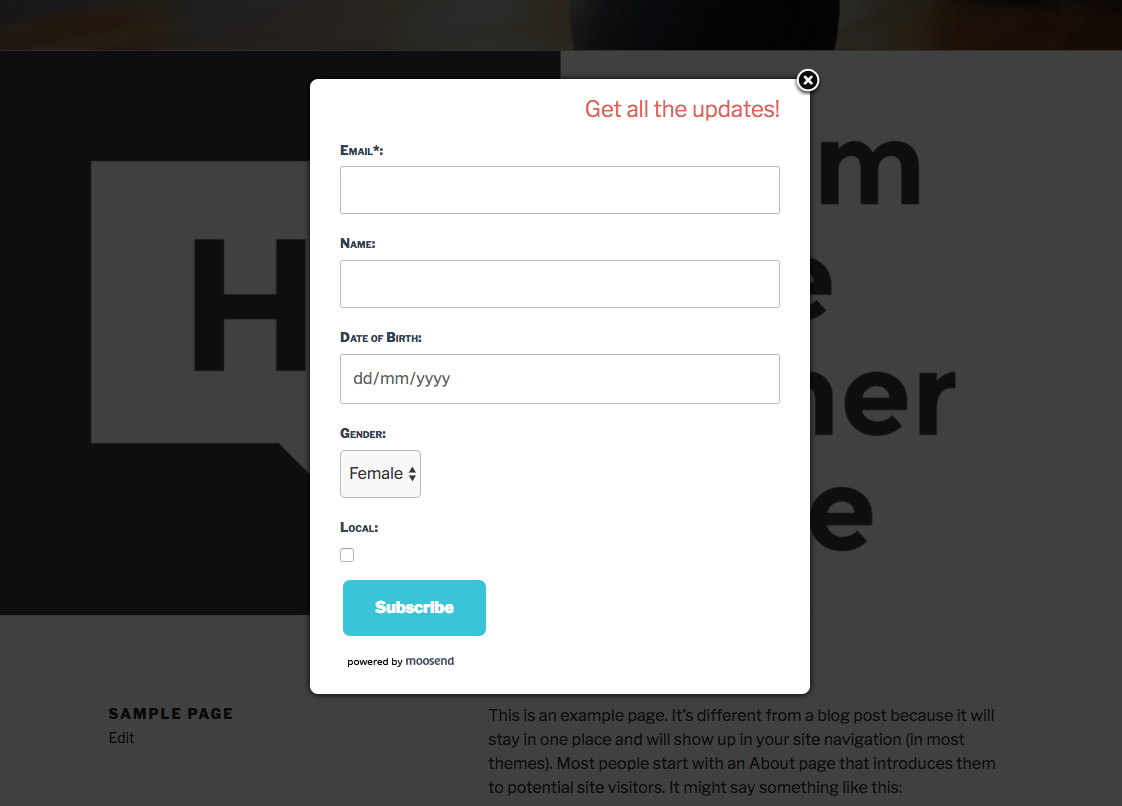 Get all the updates!
Email*:
Name:
Date of Birth:
dd/mm/yyyy
Gender:
Female
Local:
Subscribe
powered by moosend
SAMPLE PAGE
Edit
This is an example page. It’s different from a blog post because it will
stay in one place and will show up in your site navigation (in most
themes). Most people start with an About page that introduces them
to potential site visitors. It might say something like this: